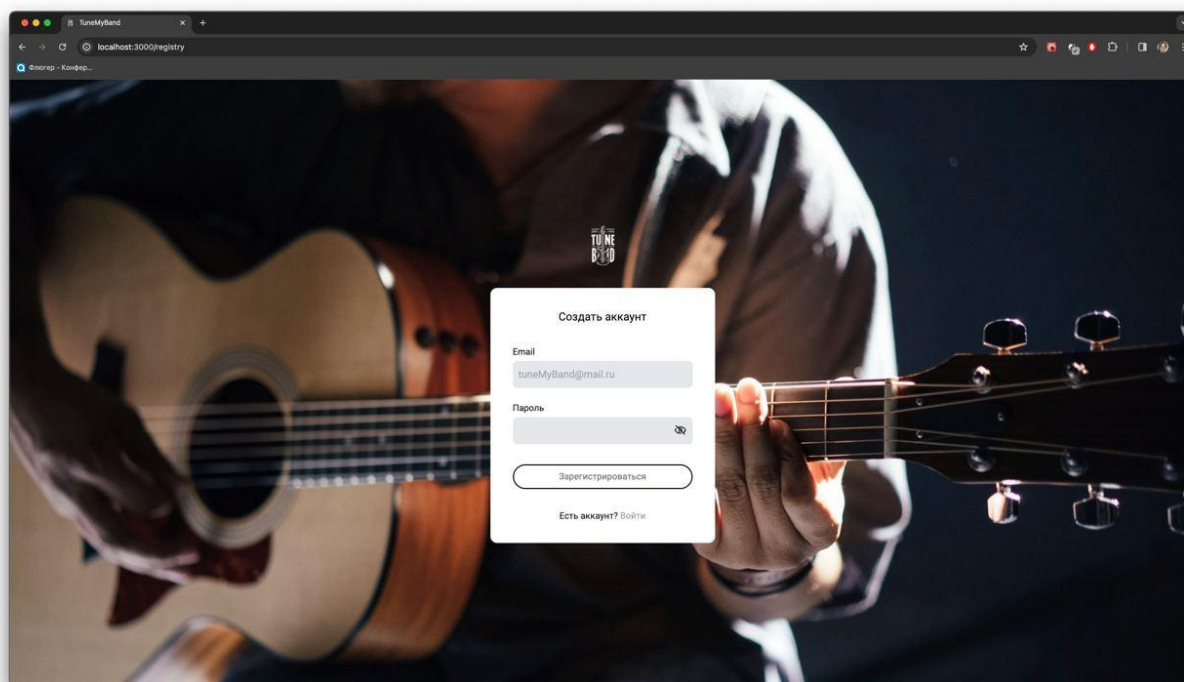 TuneMyBand
localhost:3000/registry
Флюгер - Конфер...
TUNE
BAND
Создать аккаунт
Email
tuneMyBand@mail.ru
Пароль
Зарегистрироваться
Есть аккаунт? Войти